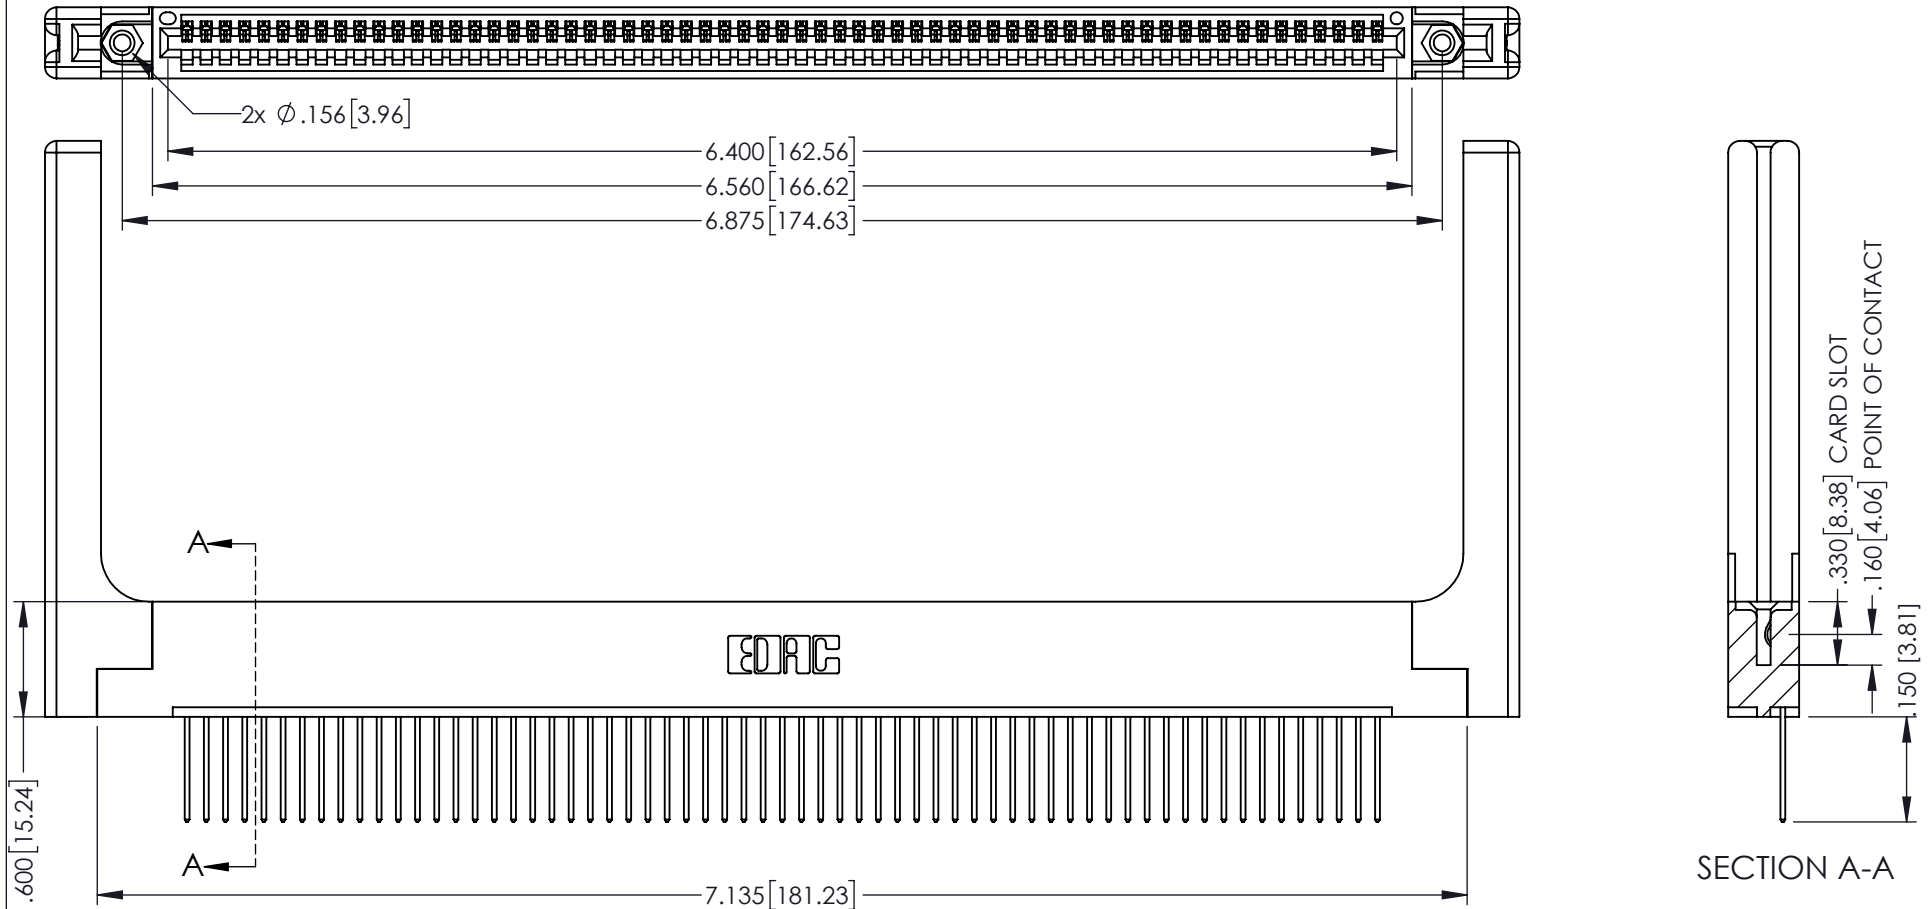 2x Ø.156[3.96]
6.400[162.56]
6.560[166.62]
6.875[174.63]
.330[8.38] CARD SLOT
.160[4.06] POINT OF CONTACT
.150 [3.81]
A
EDAC
A
.600[15.24]
7.135[181.23]
SECTION A-A